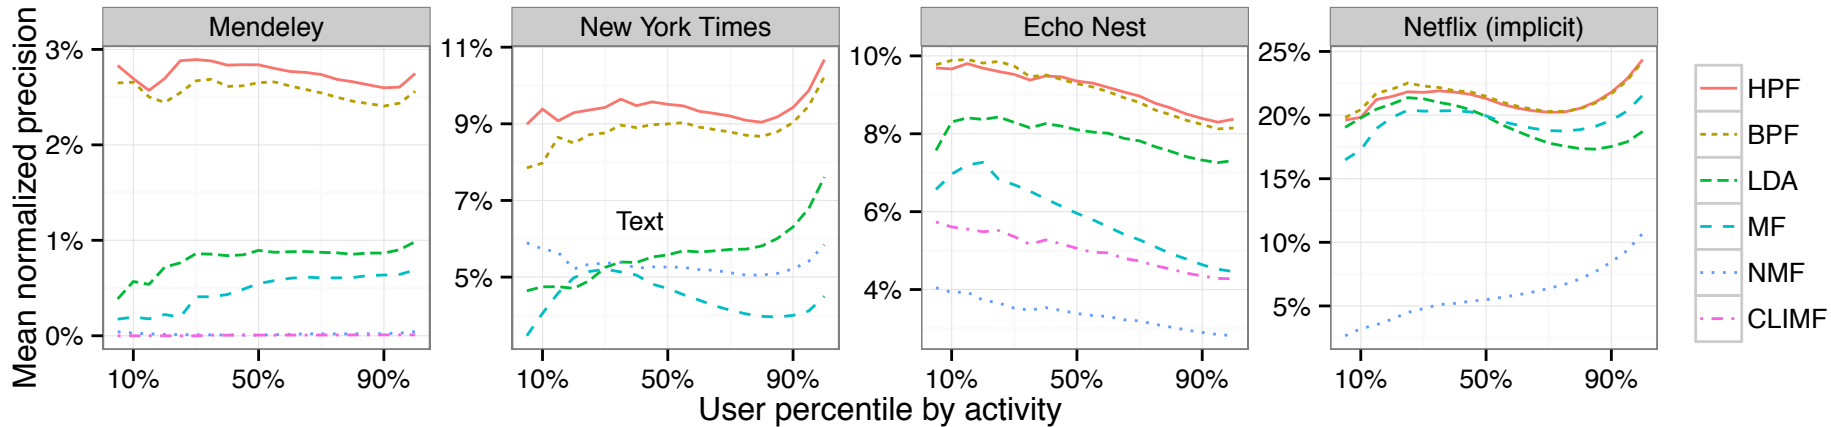 Mendeley
New York Times
Echo Nest
Netflix (implicit)
Mean normalized precision
3%
2%
1%
0%
11%
9%
7%
5%
Text
10%
8%
6%
4%
25%
20%
15%
10%
5%
10% 50% 90%
10% 50% 90%
10% 50% 90%
10% 50% 90%
User percentile by activity
HPF
BPF
LDA
MF
NMF
CLIMF